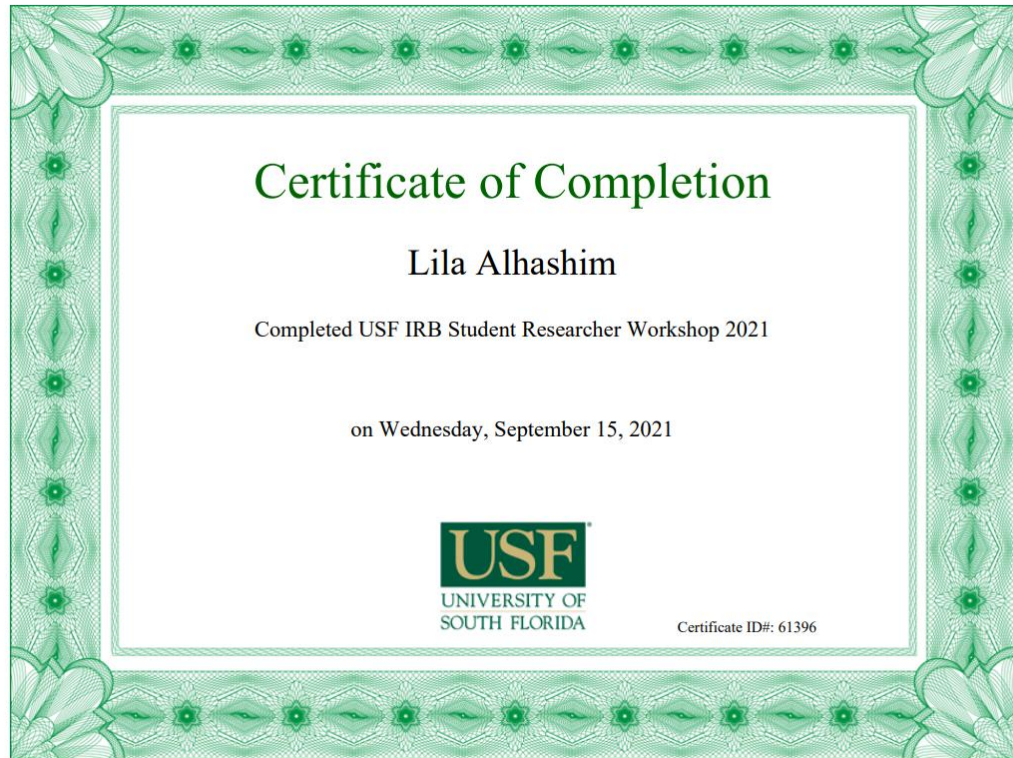 Certificate of Completion
Lila Alhashim
Completed USF IRB Student Researcher Workshop 2021
on Wednesday, September 15, 2021
USF
UNIVERSITY OF
SOUTH FLORIDA
Certificate ID#: 61396